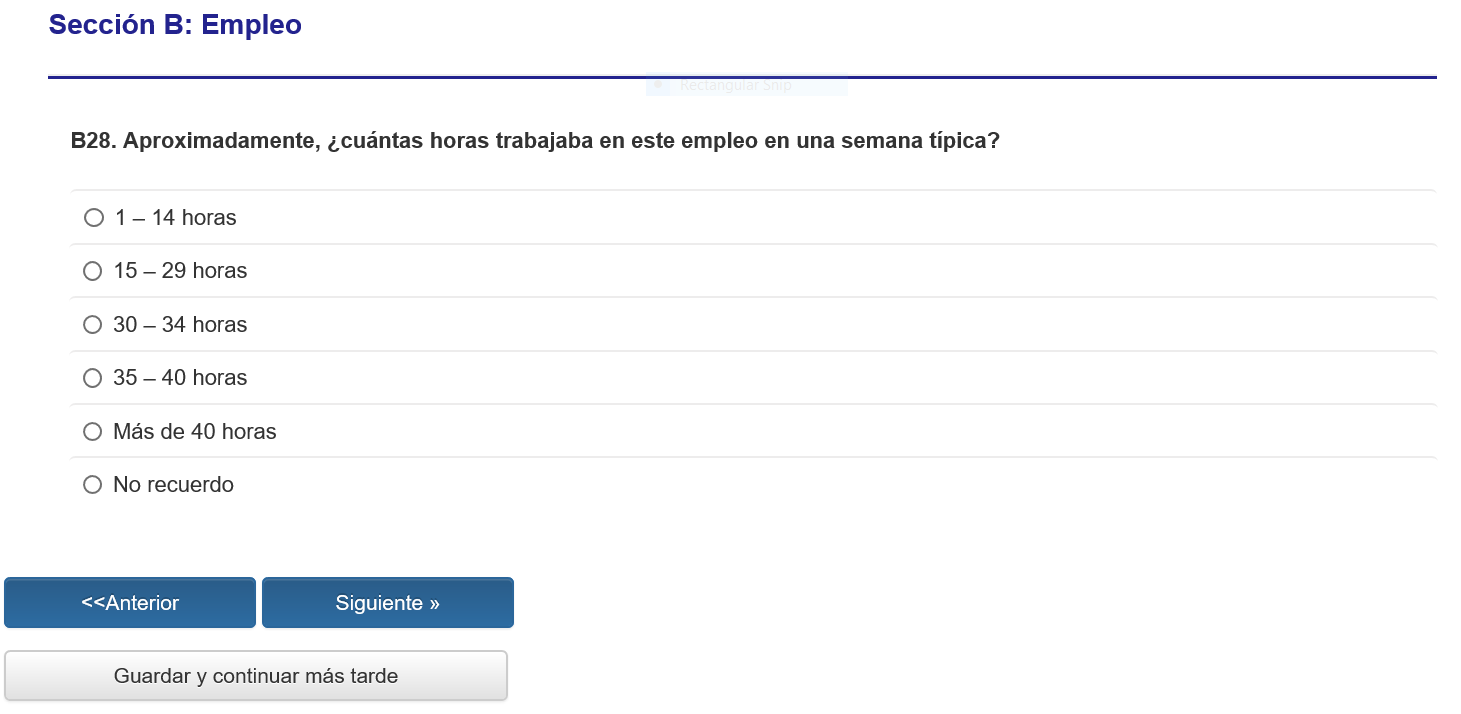 Sección B: Empleo
Rectangular Snip
B28. Aproximadamente, ¿cuántas horas trabajaba en este empleo en una semana típica?
1 – 14 horas
15 – 29 horas
30 – 34 horas
35 – 40 horas
Más de 40 horas
No recuerdo
<<Anterior
Siguiente »
Guardar y continuar más tarde